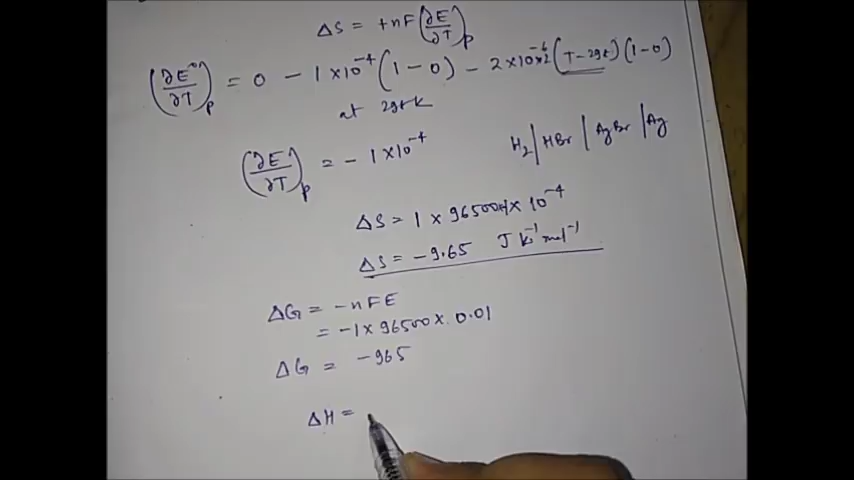 ΔS = +nF(∂E/∂T)p
(∂E°/∂T)p = 0 - 1×10⁻⁴ (1-0) - 2×10⁻⁶×2 (T-298)(1-0)
at 298K
(∂E°/∂T)p = -1×10⁻⁴
H₂|HBr|AgBr|Ag
ΔS = 1 × 96500 × 10⁻⁴
ΔS = -9.65 J K⁻¹ mol⁻¹
ΔG = -nFE
= -1×96500×0.01
ΔG = -965
ΔH =